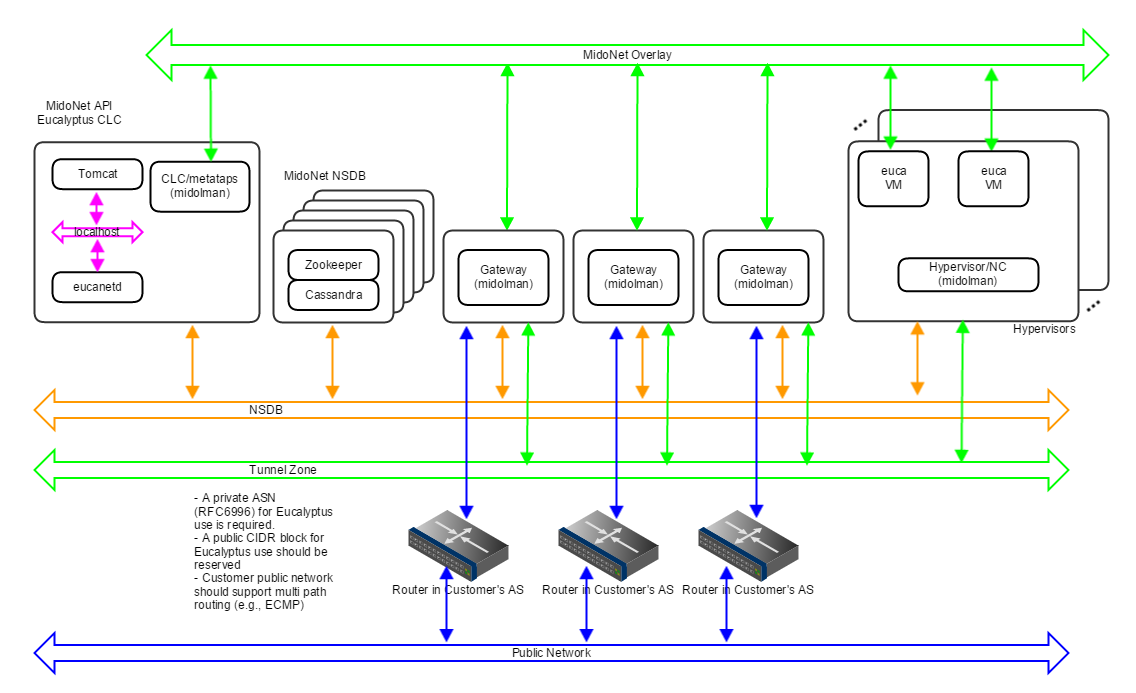 MidoNet Overlay
MidoNet API
Eucalyptus CLC
Tomcat
CLC/metataps
(midolman)
localhost
eucanetd
MidoNet NSDB
Zookeeper
Cassandra
Gateway
(midolman)
Gateway
(midolman)
Gateway
(midolman)
euca
VM
euca
VM
Hypervisor/NC
(midolman)
Hypervisors
NSDB
Tunnel Zone
- A private ASN
(RFC6996) for Eucalyptus
use is required.
- A public CIDR block for
Eucalyptus use should be
reserved
- Customer public network
should support multi path
routing (e.g., ECMP)
Router in Customer's AS
Router in Customer's AS
Router in Customer's AS
Public Network